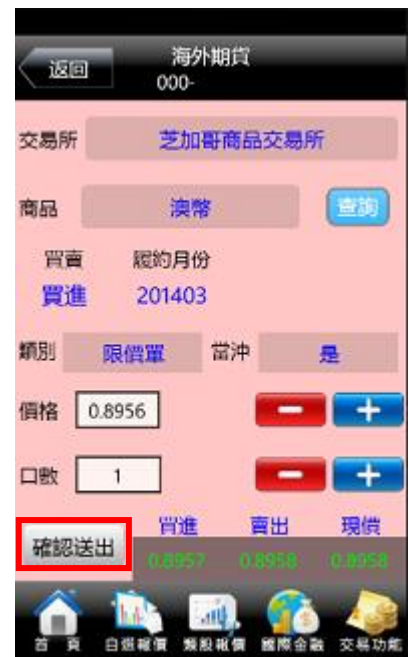 返回 海外期貨
000-
交易所 芝加哥商品交易所
商品 澳幣 查詢
買賣 履約月份
買進 201403
類別 限價單 當沖 是
價格 0.8956 − +
口數 1 − +
確認送出 買進 賣出 現價
0.8957 0.8958 0.8958
首頁 自選報價 類股報價 國際金融 交易功能